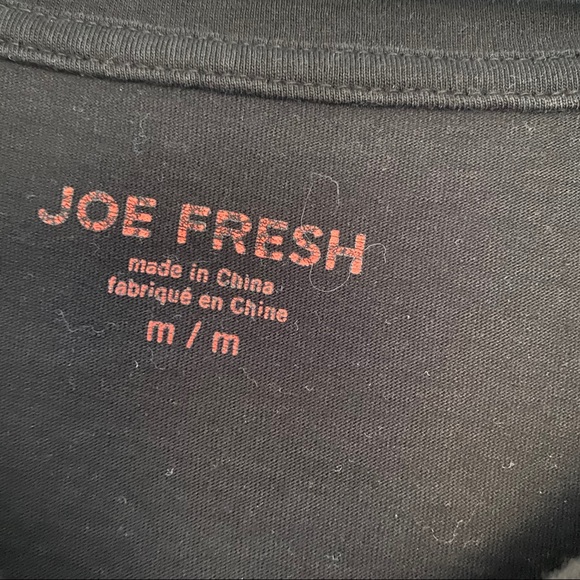 JOE FRESH
made in China
fabriqué en Chine
m / m